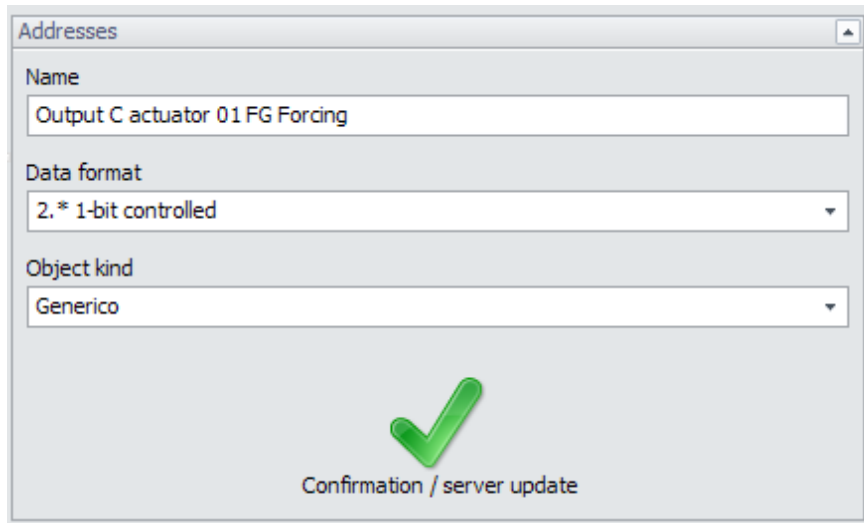 Addresses
Name
Output C actuator 01 FG Forcing
Data format
2.* 1-bit controlled
Object kind
Generico
Confirmation / server update